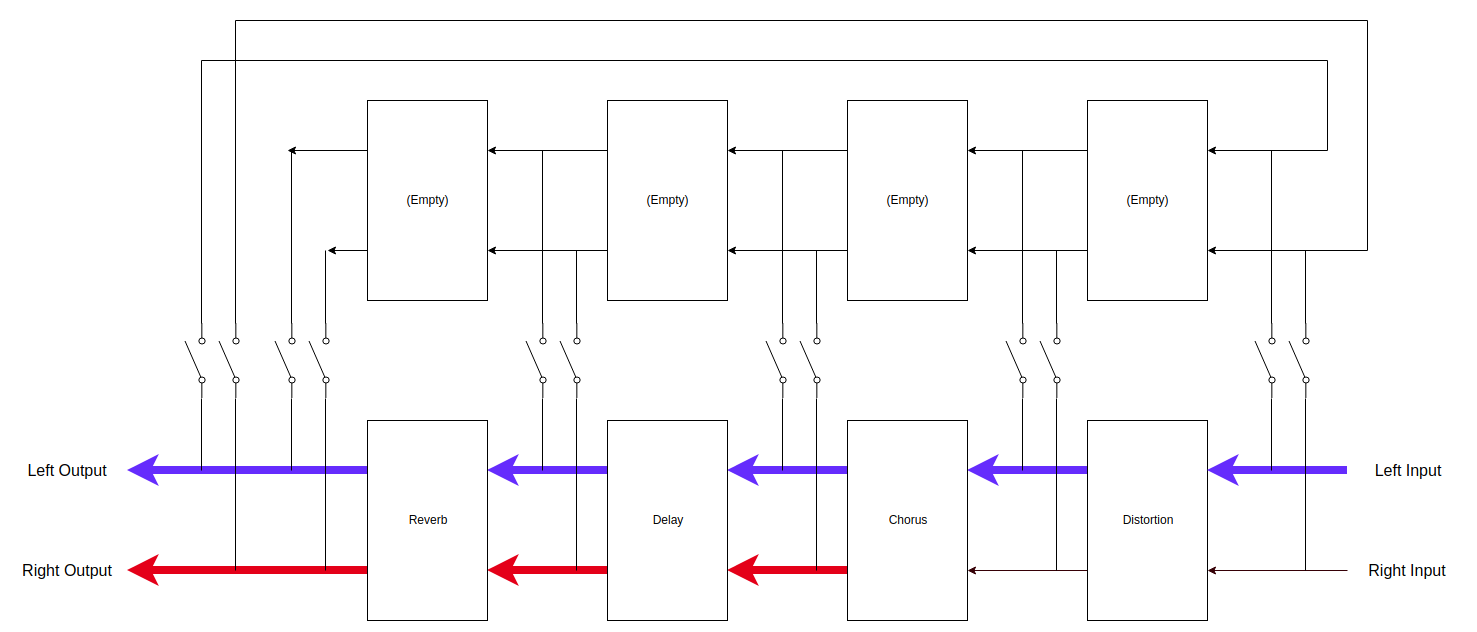 (Empty)
(Empty)
(Empty)
(Empty)
Left Output
Left Input
Reverb
Delay
Chorus
Distortion
Right Output
Right Input